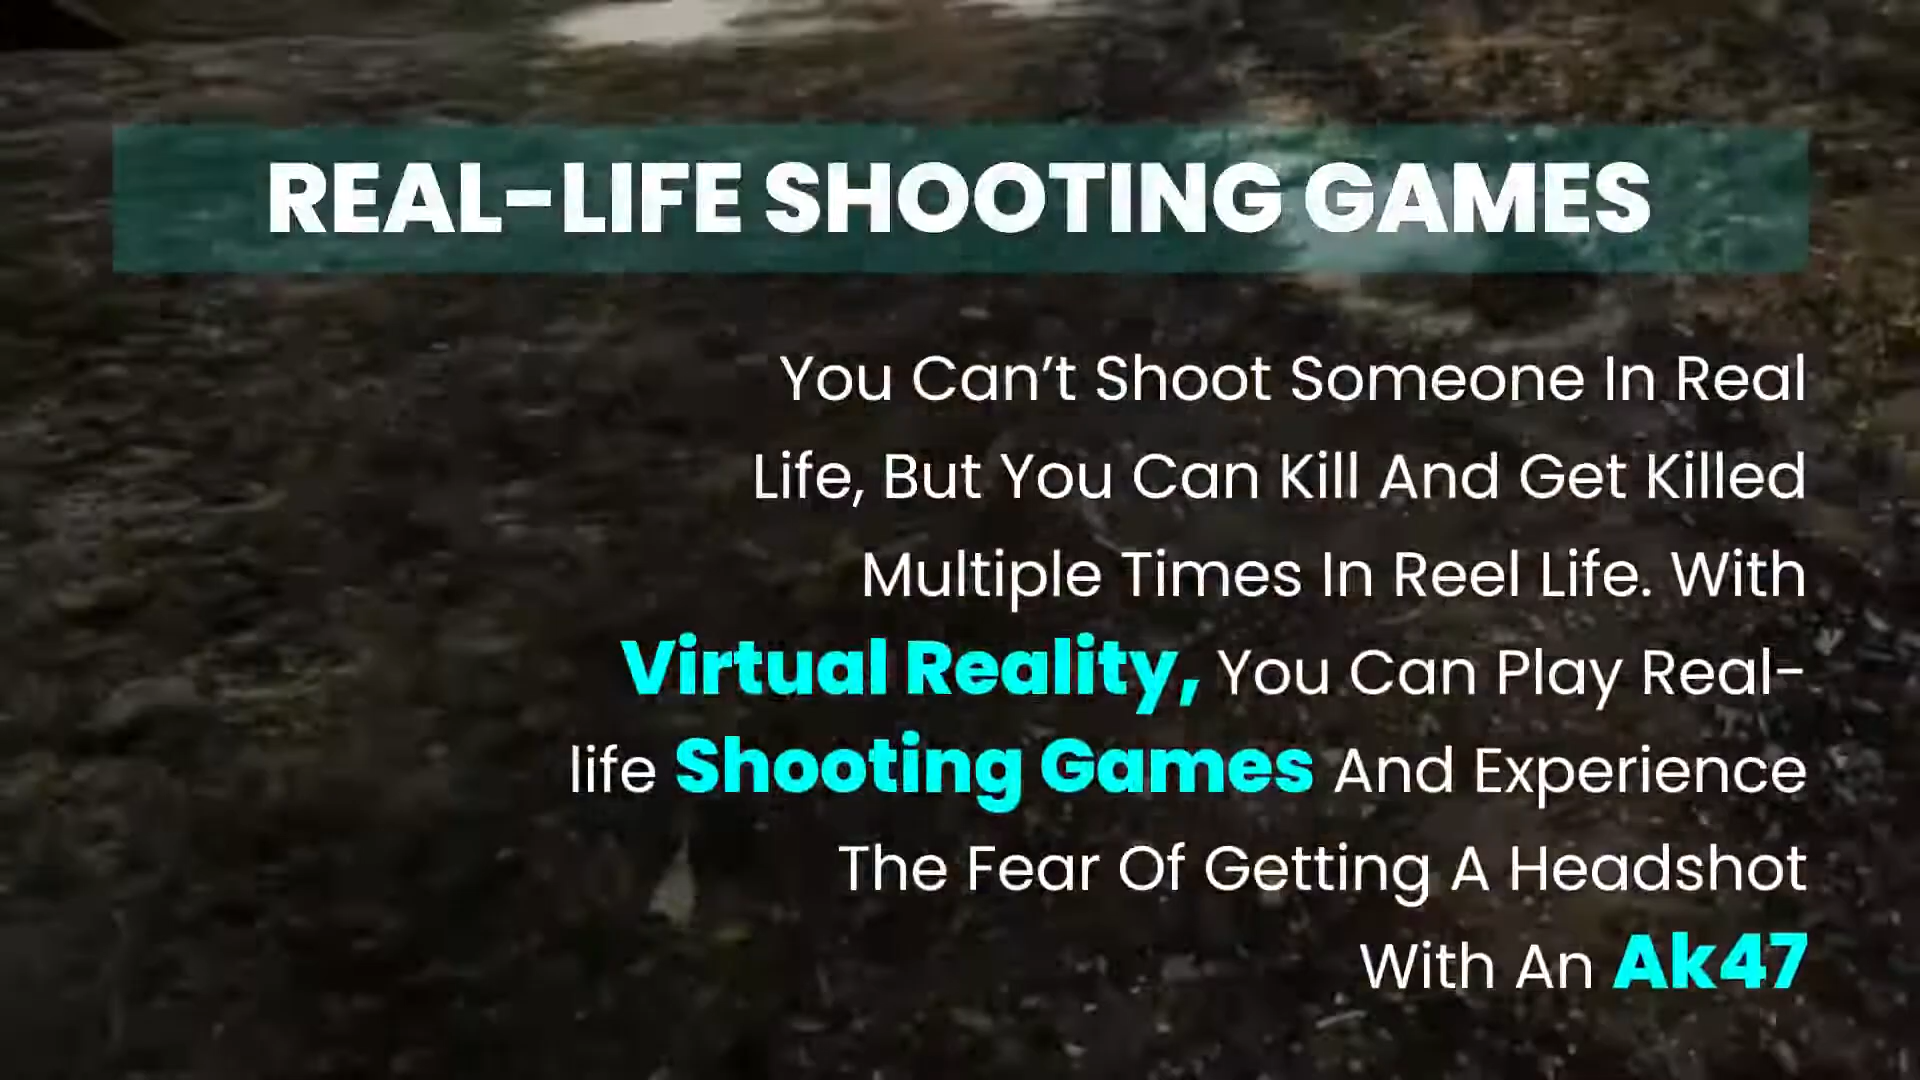 REAL-LIFE SHOOTING GAMES
You Can’t Shoot Someone In Real
Life, But You Can Kill And Get Killed
Multiple Times In Reel Life. With
Virtual Reality, You Can Play Real-
life Shooting Games And Experience
The Fear Of Getting A Headshot
With An Ak47